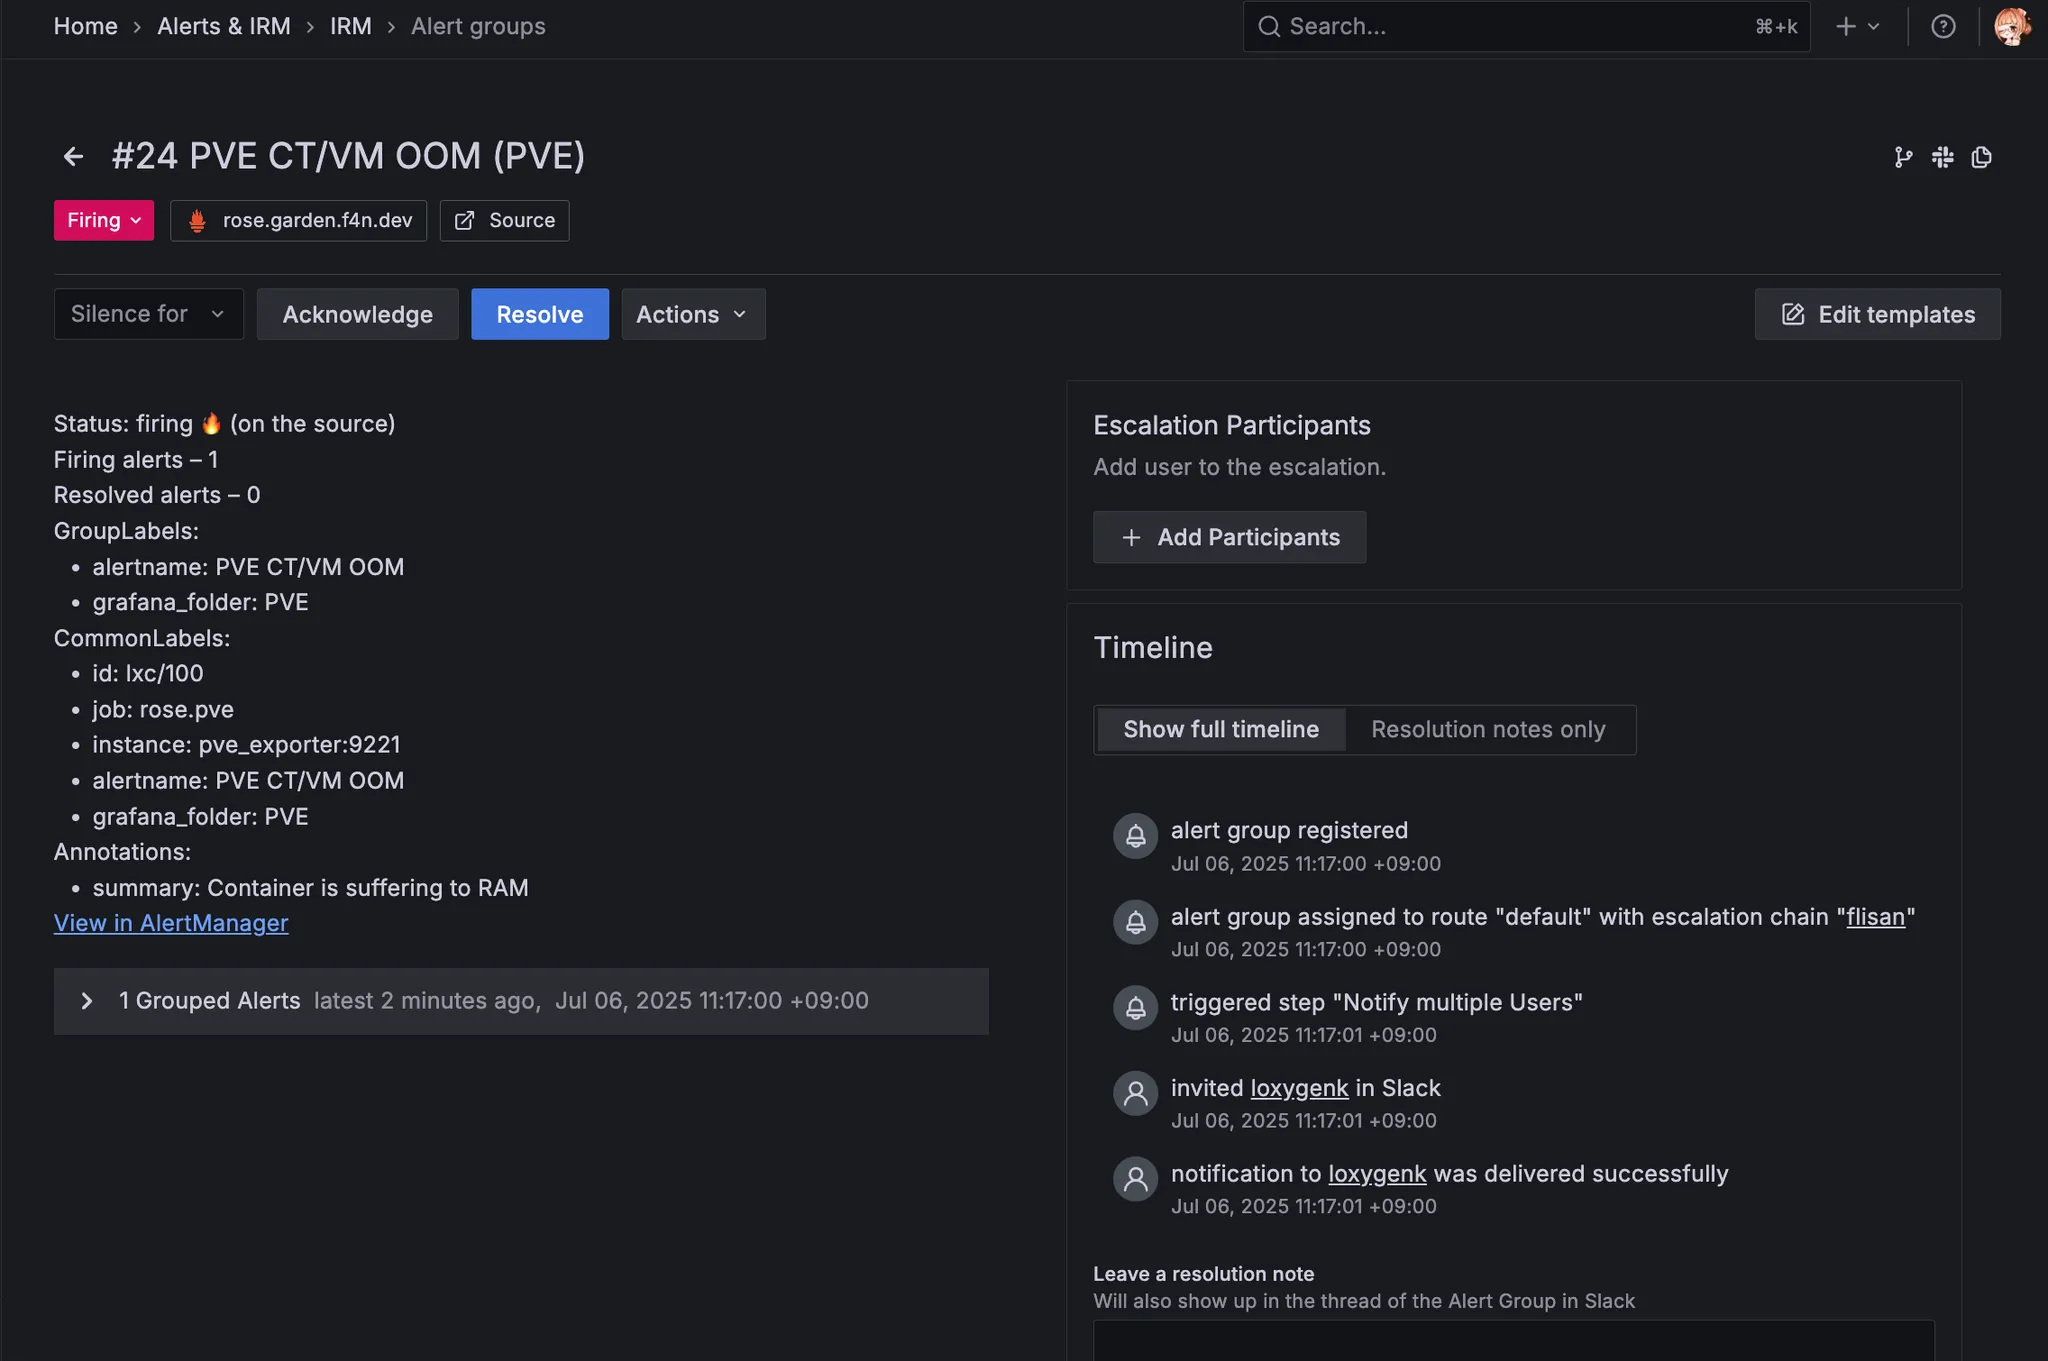 Home > Alerts & IRM > IRM > Alert groups
Search...
⌘+k
#24 PVE CT/VM OOM (PVE)
Firing
rose.garden.f4n.dev
Source
Silence for
Acknowledge
Resolve
Actions
Edit templates
Status: firing 🔥 (on the source)
Firing alerts – 1
Resolved alerts – 0
GroupLabels:
• alertname: PVE CT/VM OOM
• grafana_folder: PVE
CommonLabels:
• id: lxc/100
• job: rose.pve
• instance: pve_exporter:9221
• alertname: PVE CT/VM OOM
• grafana_folder: PVE
Annotations:
• summary: Container is suffering to RAM
View in AlertManager
1 Grouped Alerts latest 2 minutes ago, Jul 06, 2025 11:17:00 +09:00
Escalation Participants
Add user to the escalation.
+ Add Participants
Timeline
Show full timeline
Resolution notes only
alert group registered
Jul 06, 2025 11:17:00 +09:00
alert group assigned to route "default" with escalation chain "flisan"
Jul 06, 2025 11:17:00 +09:00
triggered step "Notify multiple Users"
Jul 06, 2025 11:17:01 +09:00
invited loxygenk in Slack
Jul 06, 2025 11:17:01 +09:00
notification to loxygenk was delivered successfully
Jul 06, 2025 11:17:01 +09:00
Leave a resolution note
Will also show up in the thread of the Alert Group in Slack